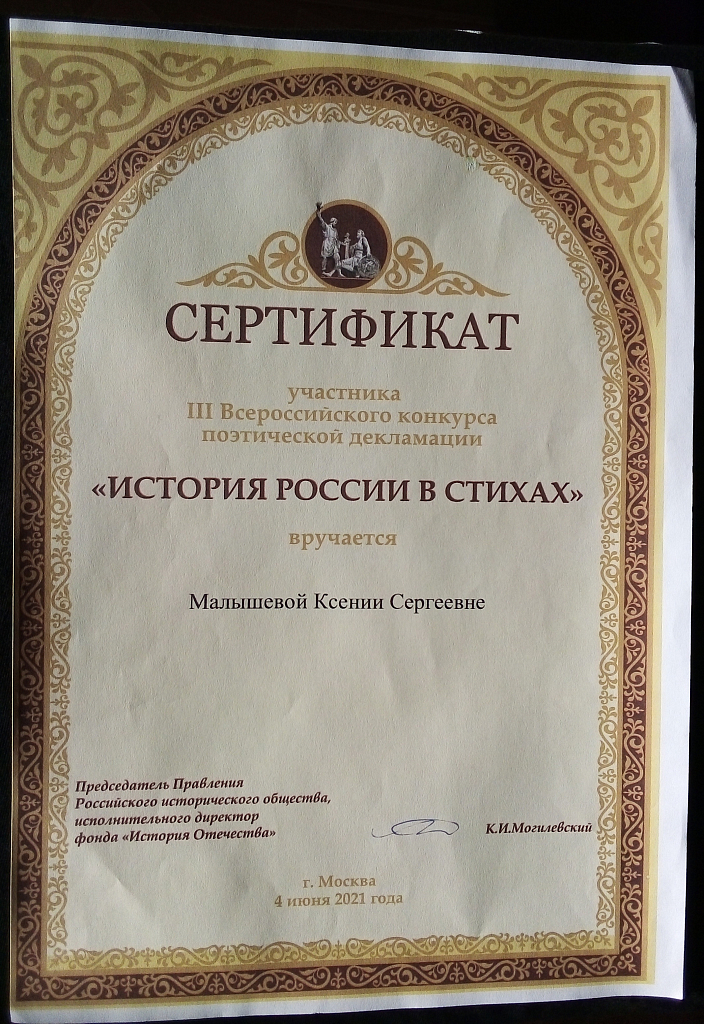 СЕРТИФИКАТ
участника
III Всероссийского конкурса
поэтической декламации
«ИСТОРИЯ РОССИИ В СТИХАХ»
вручается
Малышевой Ксении Сергеевне
Председатель Правления
Российского исторического общества,
исполнительного директор
фонда «История Отечества»
К.И.Могилевский
г. Москва
4 июня 2021 года